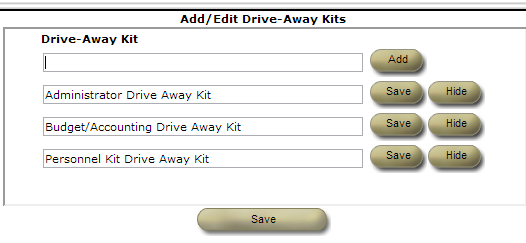 Add/Edit Drive-Away Kits
Drive-Away Kit
Add
Administrator Drive Away Kit Save Hide
Budget/Accounting Drive Away Kit Save Hide
Personnel Kit Drive Away Kit Save Hide
Save